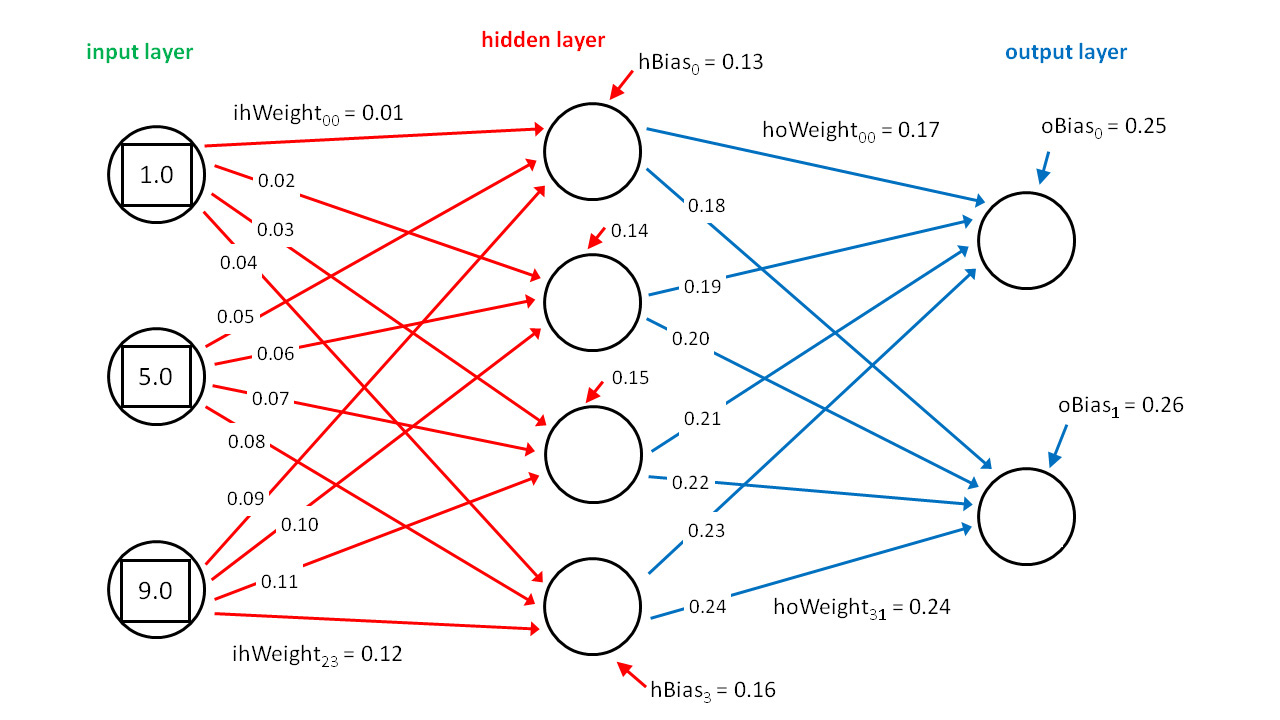 input layer
hidden layer
output layer
hBias0 = 0.13
ihWeight00 = 0.01
hoWeight00 = 0.17
oBias0 = 0.25
1.0
0.02
0.18
0.03
0.14
0.04
0.19
0.05
0.20
0.06
5.0
0.15
0.07
oBias1 = 0.26
0.21
0.08
0.22
0.09
0.10
0.23
0.11
9.0
0.24
hoWeight31 = 0.24
ihWeight23 = 0.12
hBias3 = 0.16